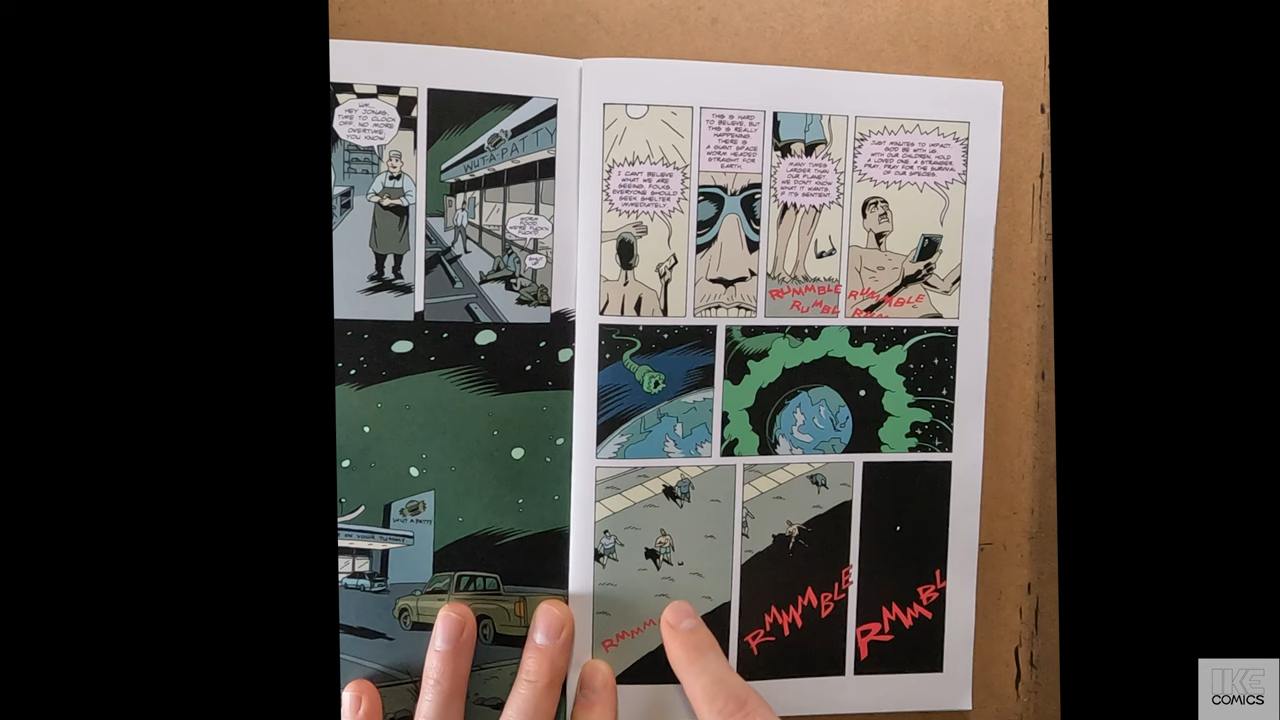 UM...
HEY JONAS,
TIME TO CLOCK
OFF, NO MORE
OVERTIME,
YOU KNOW.
WUT-A-PATTY
WORM
FOOD.
WE'RE FUCK'N
SHUT
UP.
WUT A PATTY
I CAN'T BELIEVE
WHAT WE ARE
SEEING, FOLKS.
EVERYONE SHOULD
SEEK SHELTER
IMMEDIATELY.
THIS IS HARD
TO BELIEVE, BUT
THIS IS REALLY
HAPPENING.
THERE IS
A GIANT SPACE
WORM HEADED
STRAIGHT FOR
EARTH.
MANY TIMES
LARGER THAN
OUR PLANET.
WE DON'T KNOW
WHAT IT WANTS,
IF IT'S SENTIENT.
RUMMBLE
RUMBL
JUST MINUTES TO IMPACT.
GOD BE WITH US,
WITH OUR CHILDREN. HOLD
A LOVED ONE, A STRANGER.
PRAY. PRAY FOR THE SURVIVAL
OF OUR SPECIES.
RUMMBLE
RMMM
RMMMBLE
RMMBL
IKE
COMICS